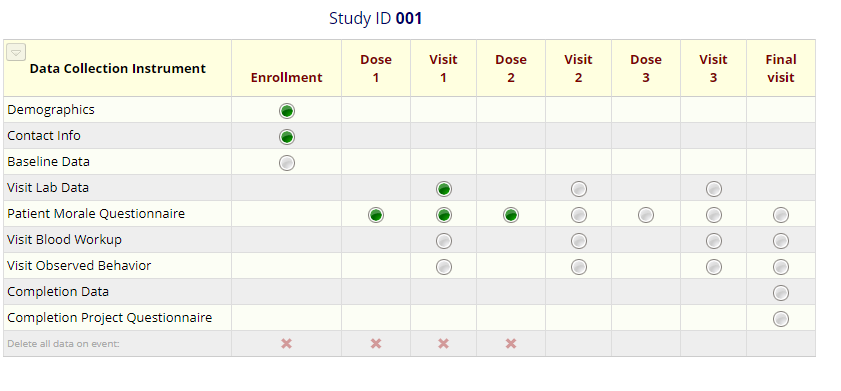 Study ID 001
Data Collection Instrument
Enrollment
Dose 1
Visit 1
Dose 2
Visit 2
Dose 3
Visit 3
Final visit
Demographics
Contact Info
Baseline Data
Visit Lab Data
Patient Morale Questionnaire
Visit Blood Workup
Visit Observed Behavior
Completion Data
Completion Project Questionnaire
Delete all data on event: